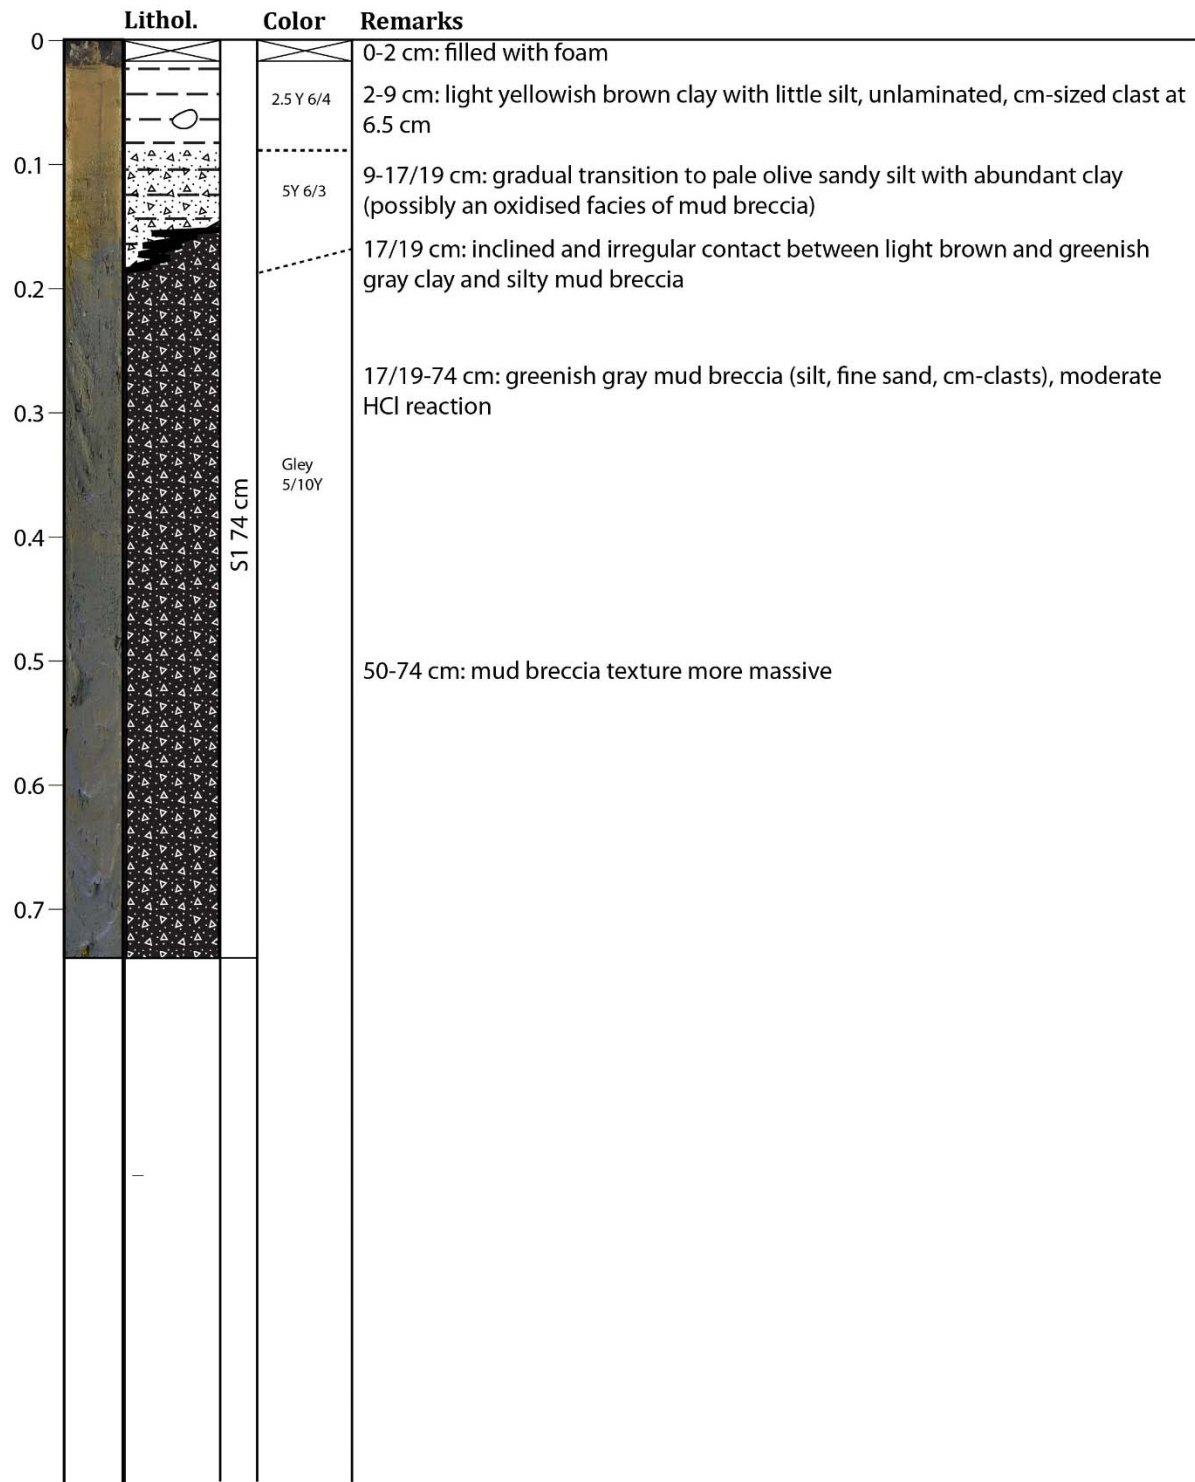 Lithol. Color Remarks
0
0-2 cm: filled with foam
2.5 Y 6/4
2-9 cm: light yellowish brown clay with little silt, unlaminated, cm-sized clast at
6.5 cm
0.1
5Y 6/3
9-17/19 cm: gradual transition to pale olive sandy silt with abundant clay
(possibly an oxidised facies of mud breccia)
17/19 cm: inclined and irregular contact between light brown and greenish
gray clay and silty mud breccia
0.2
17/19-74 cm: greenish gray mud breccia (silt, fine sand, cm-clasts), moderate
HCl reaction
0.3
Gley
5/10Y
S1 74 cm
0.4
0.5
50-74 cm: mud breccia texture more massive
0.6
0.7